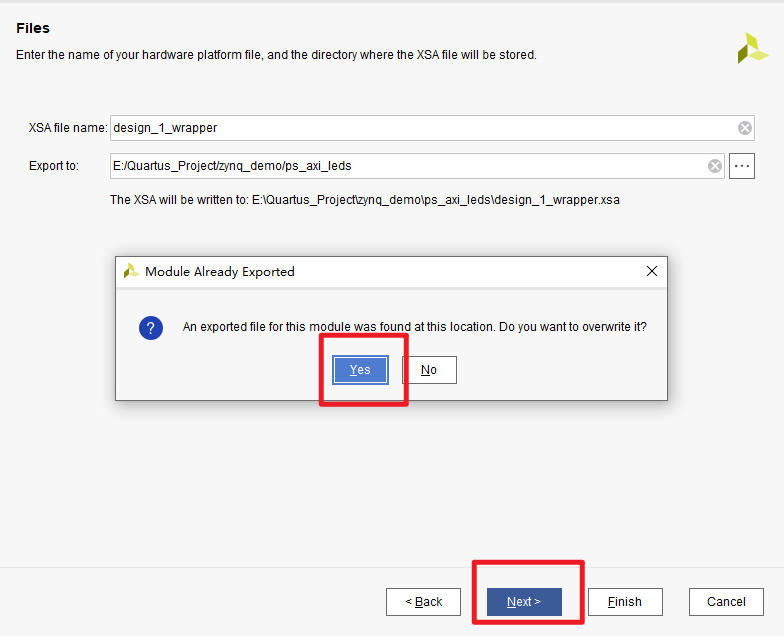 Files
Enter the name of your hardware platform file, and the directory where the XSA file will be stored.
XSA file name: design_1_wrapper
Export to: E:/Quartus_Project/zynq_demo/ps_axi_leds ...
The XSA will be written to: E:\Quartus_Project\zynq_demo\ps_axi_leds\design_1_wrapper.xsa
Module Already Exported
? An exported file for this module was found at this location. Do you want to overwrite it?
Yes No
< Back Next > Finish Cancel